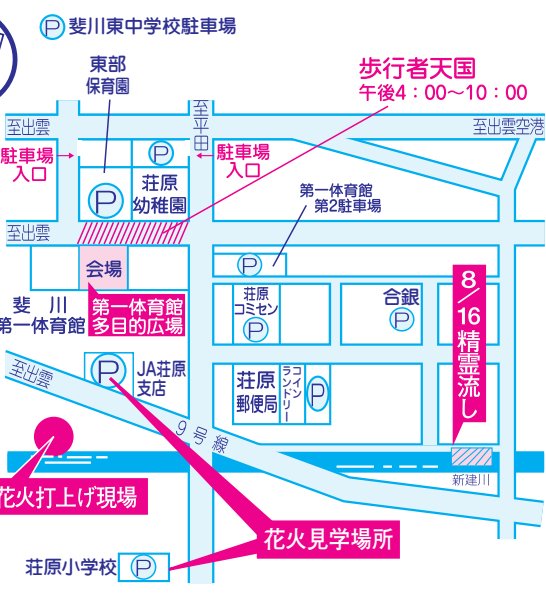 P 斐川東中学校駐車場
東部
保育園
歩行者天国
午後4：00〜10：00
至出雲
至平田
至出雲空港
駐車場
入口
P
駐車場
入口
P
荘原
幼稚園
第一体育館
第2駐車場
至出雲
会場
P
斐川
第一体育館
第一体育館
多目的広場
荘原
コミセン
P
合銀
P
8/16精霊流し
至出雲
P
JA荘原
支店
荘原
郵便局
コイン
ランドリー
P
9号線
新建川
花火打上げ現場
花火見学場所
荘原小学校
P